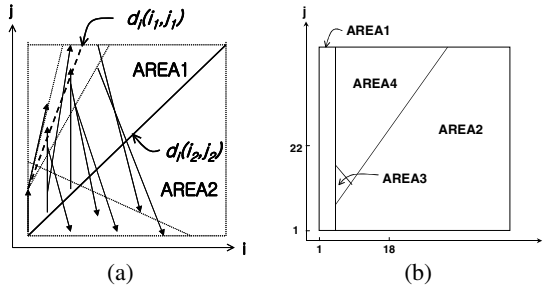 j
d_l(i_1,j_1)
AREA1
d_l(i_2,j_2)
AREA2
i
(a)
j
AREA1
AREA4
AREA2
22
AREA3
1
1 18
(b)